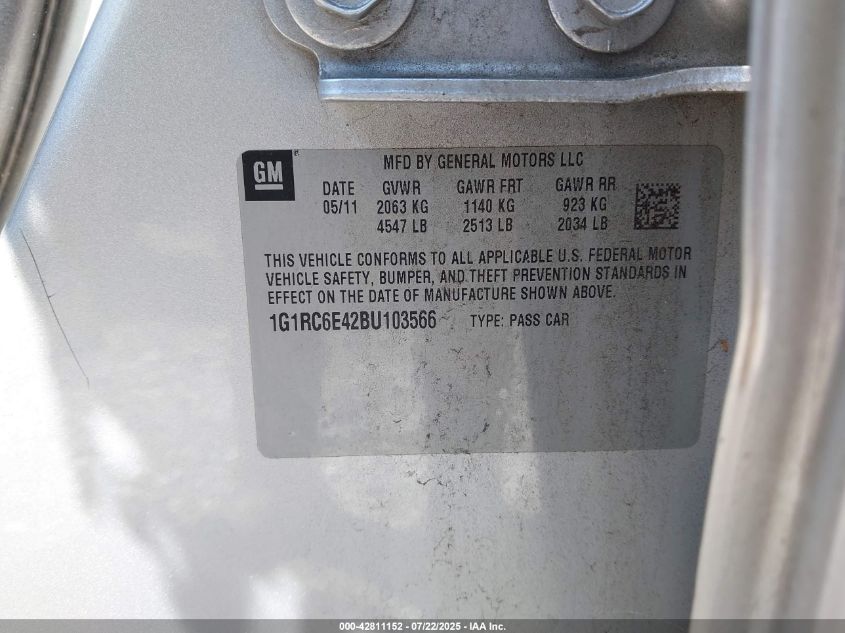 GM
MFD BY GENERAL MOTORS LLC
DATE GVWR GAWR FRT GAWR RR
05/11 2063 KG 1140 KG 923 KG
4547 LB 2513 LB 2034 LB
THIS VEHICLE CONFORMS TO ALL APPLICABLE U.S. FEDERAL MOTOR
VEHICLE SAFETY, BUMPER, AND THEFT PREVENTION STANDARDS IN
EFFECT ON THE DATE OF MANUFACTURE SHOWN ABOVE.
1G1RC6E42BU103566 TYPE: PASS CAR
000-42811152 - 07/22/2025 - IAA Inc.